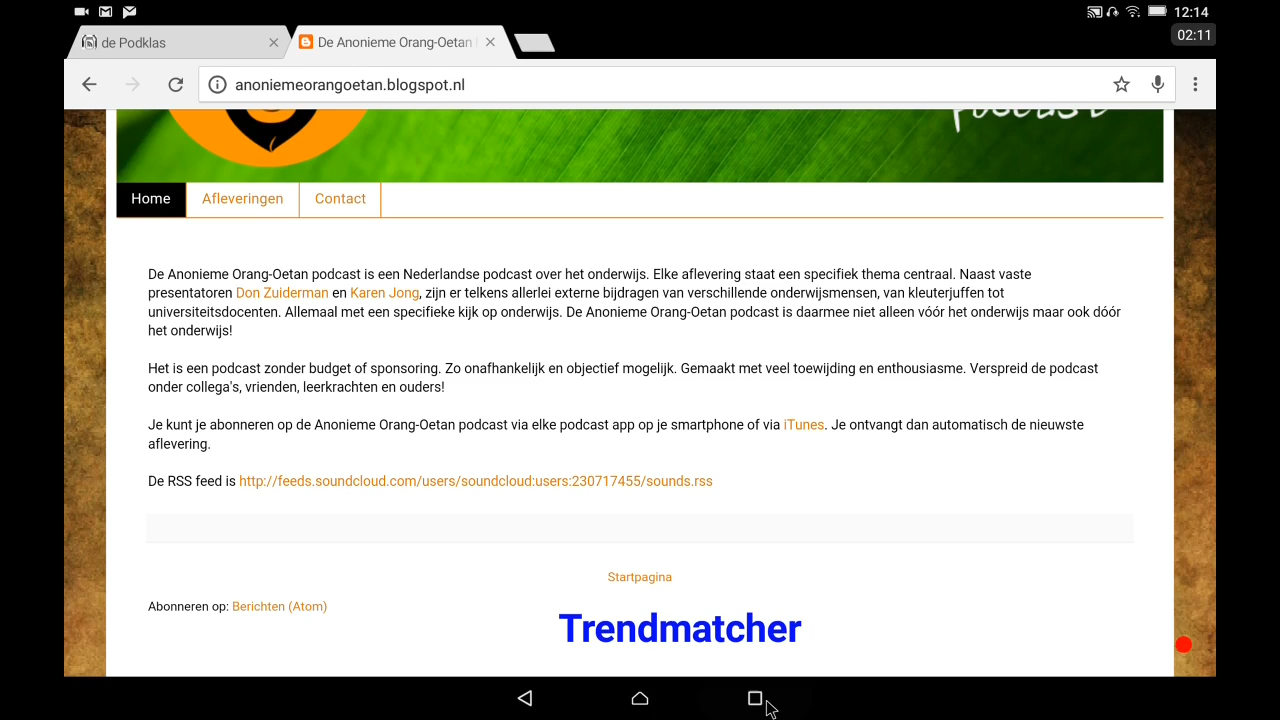 12:14
02:11
de Podklas
De Anonieme Orang-Oetan
anoniemeorangoetan.blogspot.nl
podcast
Home Afleveringen Contact
De Anonieme Orang-Oetan podcast is een Nederlandse podcast over het onderwijs. Elke aflevering staat een specifiek thema centraal. Naast vaste
presentatoren Don Zuiderman en Karen Jong, zijn er telkens allerlei externe bijdragen van verschillende onderwijsmensen, van kleuterjuffen tot
universiteitsdocenten. Allemaal met een specifieke kijk op onderwijs. De Anonieme Orang-Oetan podcast is daarmee niet alleen vóór het onderwijs maar ook dóór
het onderwijs!
Het is een podcast zonder budget of sponsoring. Zo onafhankelijk en objectief mogelijk. Gemaakt met veel toewijding en enthousiasme. Verspreid de podcast
onder collega's, vrienden, leerkrachten en ouders!
Je kunt je abonneren op de Anonieme Orang-Oetan podcast via elke podcast app op je smartphone of via iTunes. Je ontvangt dan automatisch de nieuwste
aflevering.
De RSS feed is http://feeds.soundcloud.com/users/soundcloud:users:230717455/sounds.rss
Startpagina
Abonneren op: Berichten (Atom)
Trendmatcher